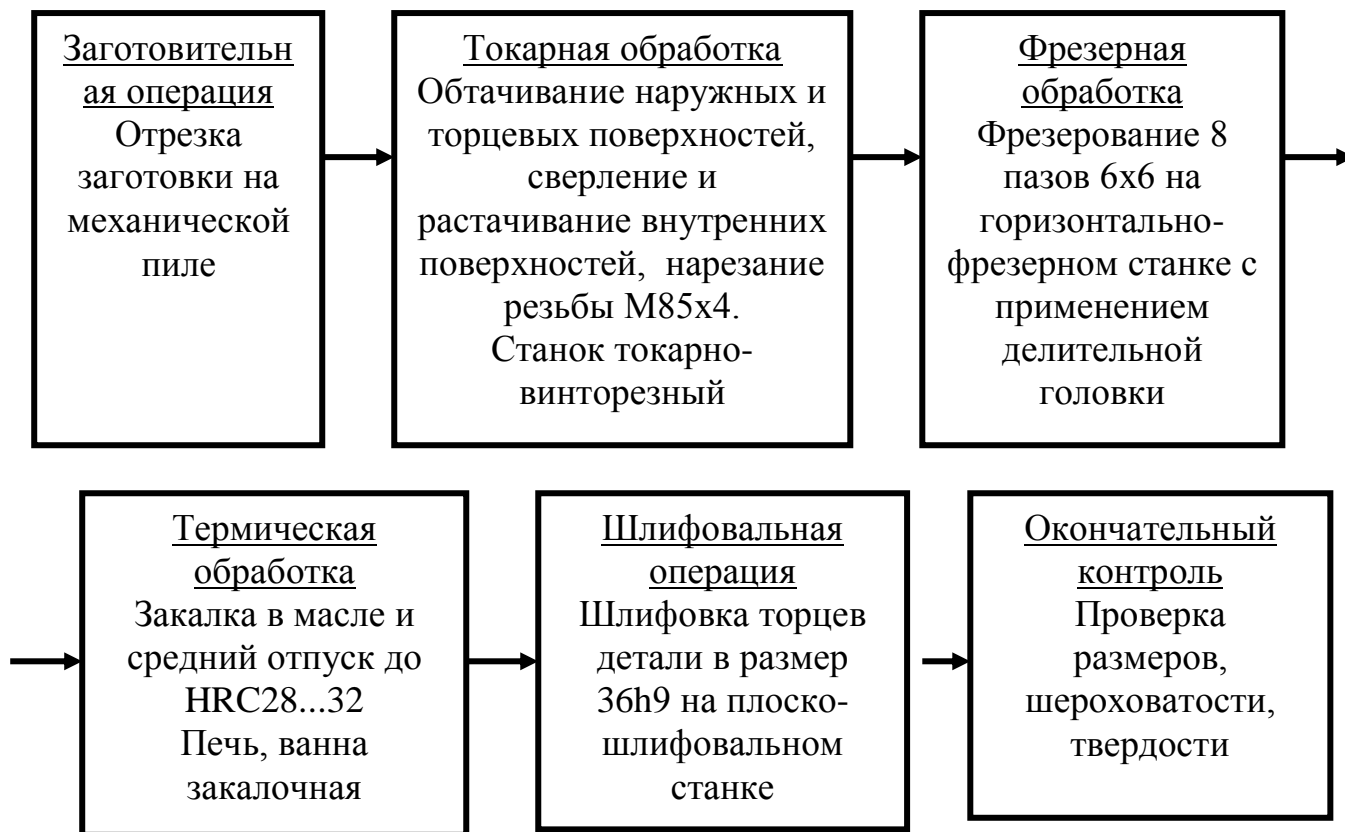 Заготовительн
ая операция
Отрезка
заготовки на
механической
пиле
Токарная обработка
Обтачивание наружных и
торцевых поверхностей,
сверление и
растачивание внутренних
поверхностей, нарезание
резьбы М85х4.
Станок токарно-
винторезный
Фрезерная
обработка
Фрезерование 8
пазов 6х6 на
горизонтально-
фрезерном станке с
применением
делительной
головки
Термическая
обработка
Закалка в масле и
средний отпуск до
HRC28...32
Печь, ванна
закалочная
Шлифовальная
операция
Шлифовка торцев
детали в размер
36h9 на плоско-
шлифовальном
станке
Окончательный
контроль
Проверка
размеров,
шероховатости,
твердости